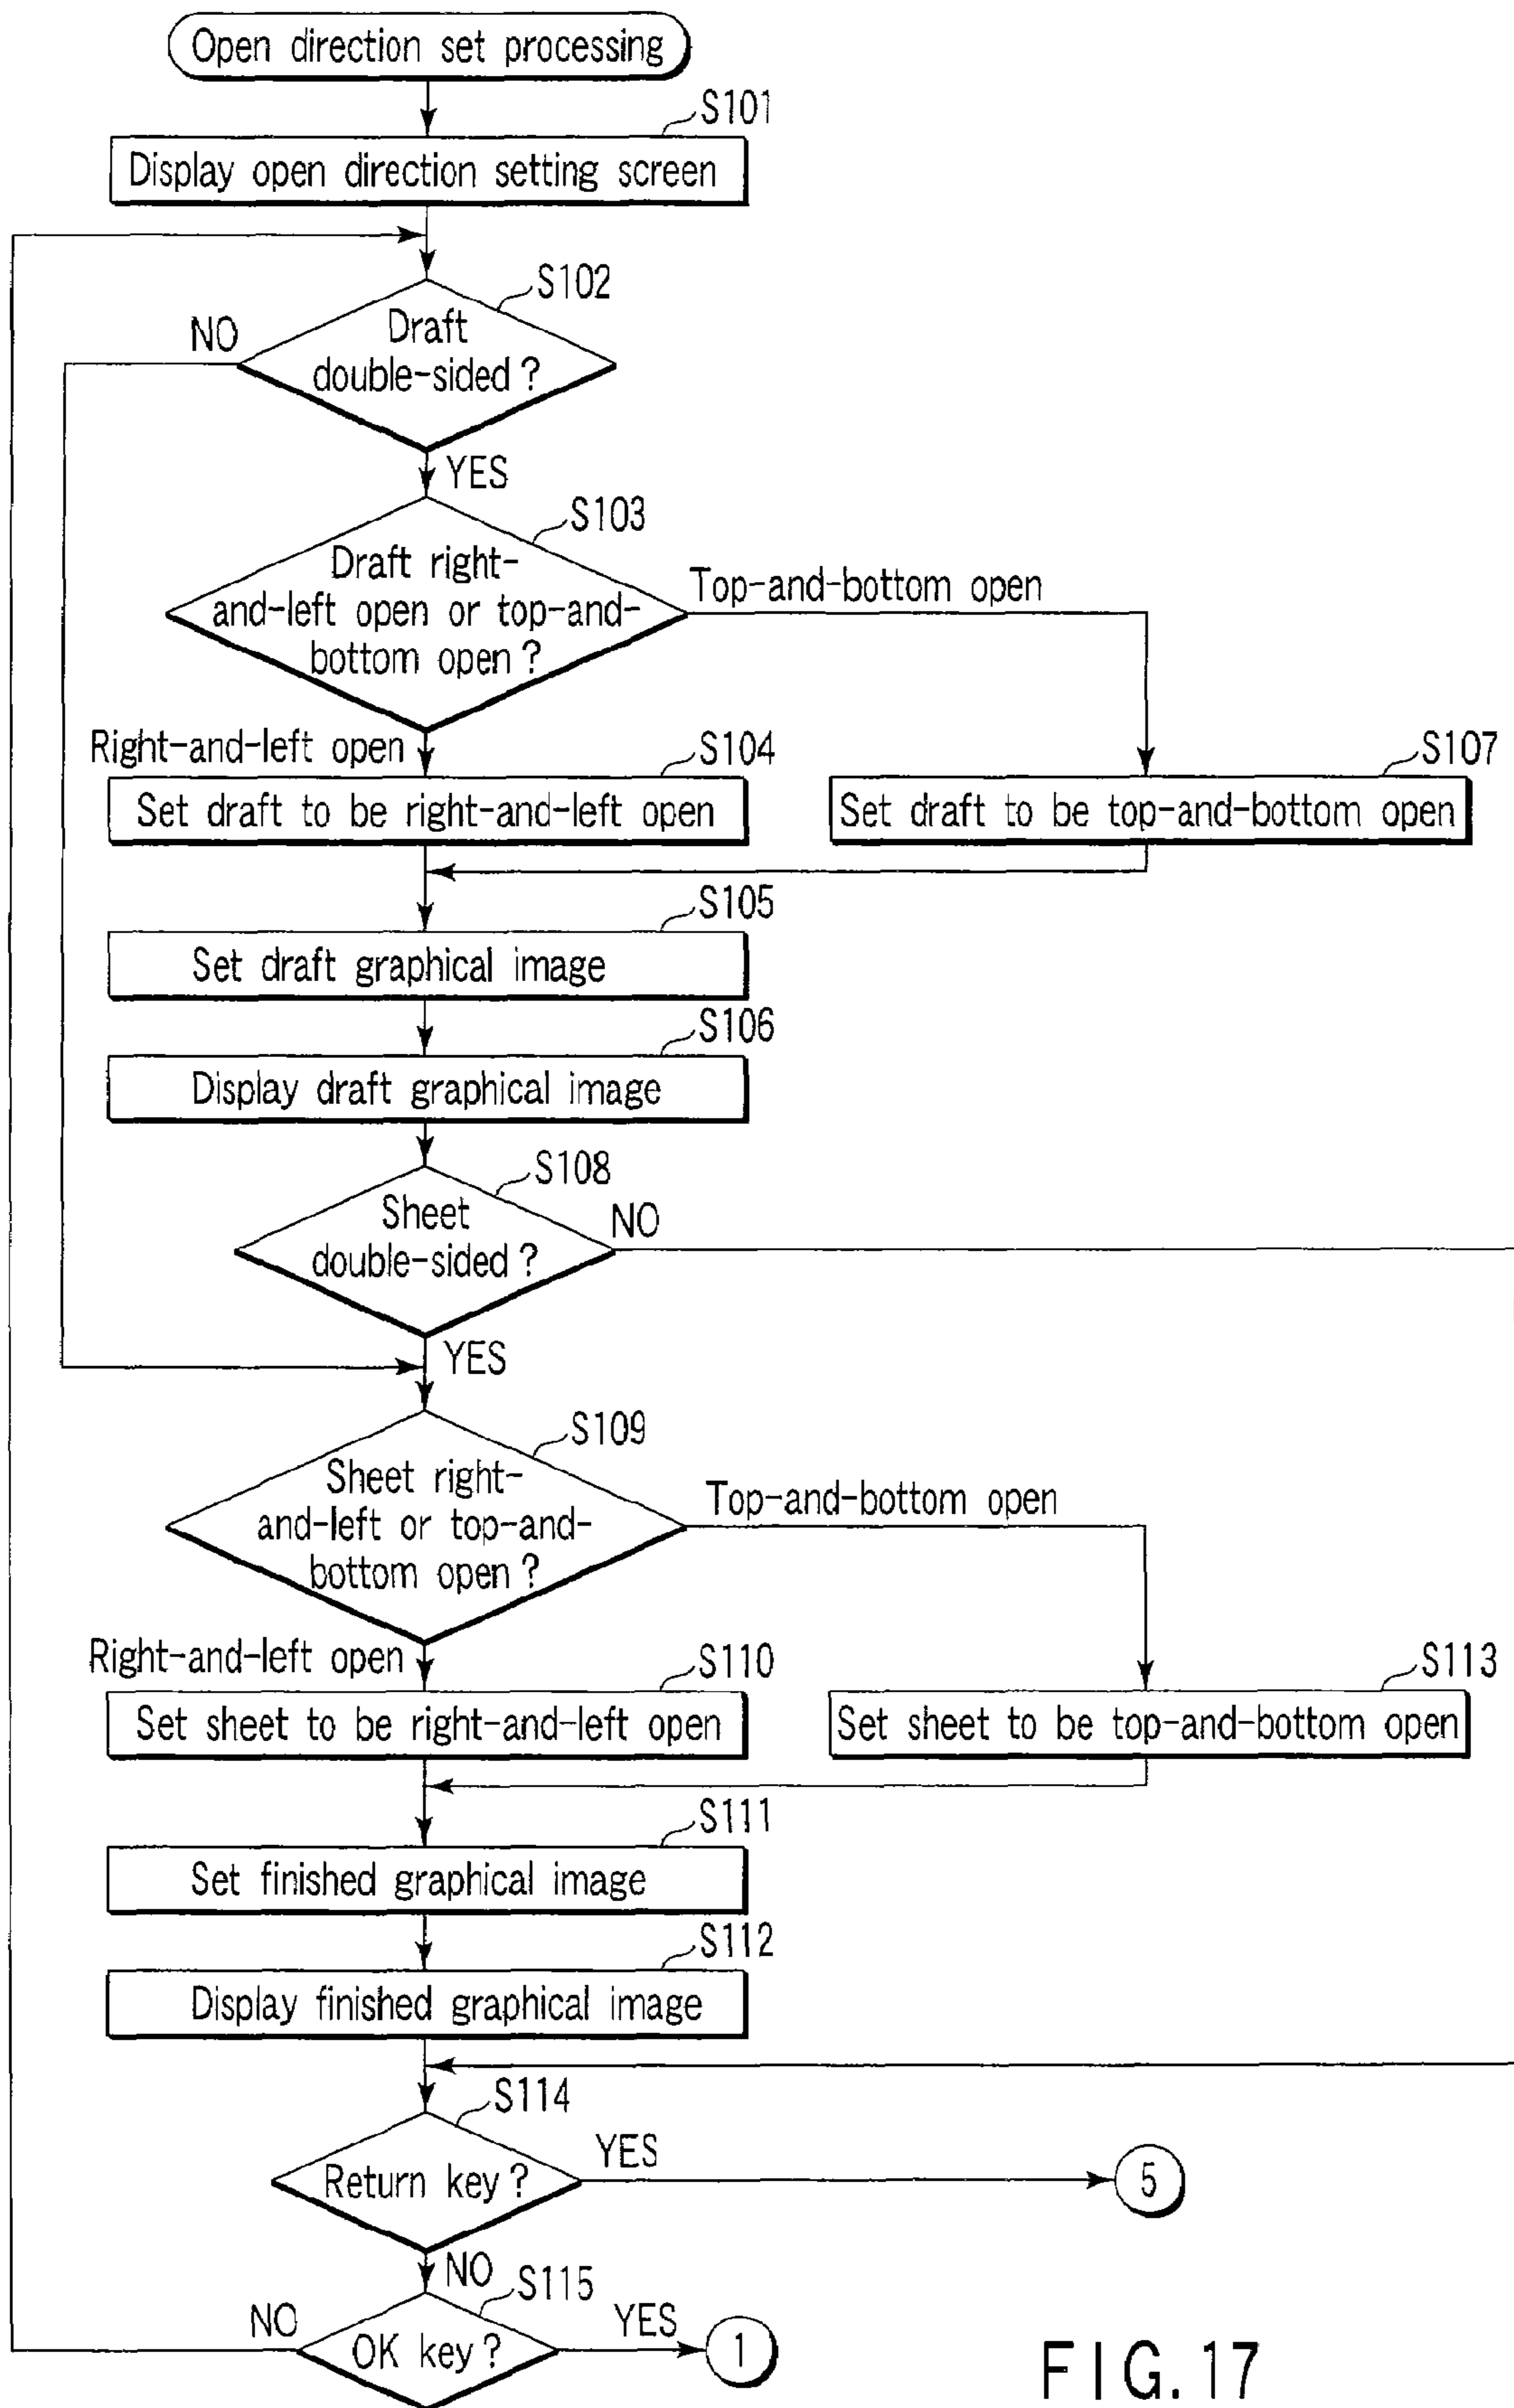 Open direction set processing
S101
Display open direction setting screen
S102
NO
Draft
double-sided?
YES
S103
Draft right-
and-left open or top-and-
bottom open?
Top-and-bottom open
Right-and-left open
S104
S107
Set draft to be right-and-left open
Set draft to be top-and-bottom open
S105
Set draft graphical image
S106
Display draft graphical image
S108
Sheet
double-sided?
NO
YES
S109
Sheet right-
and-left or top-and-
bottom open?
Top-and-bottom open
Right-and-left open
S110
S113
Set sheet to be right-and-left open
Set sheet to be top-and-bottom open
S111
Set finished graphical image
S112
Display finished graphical image
S114
Return key?
YES
5
NO
S115
NO
OK key?
YES
1
FIG. 17